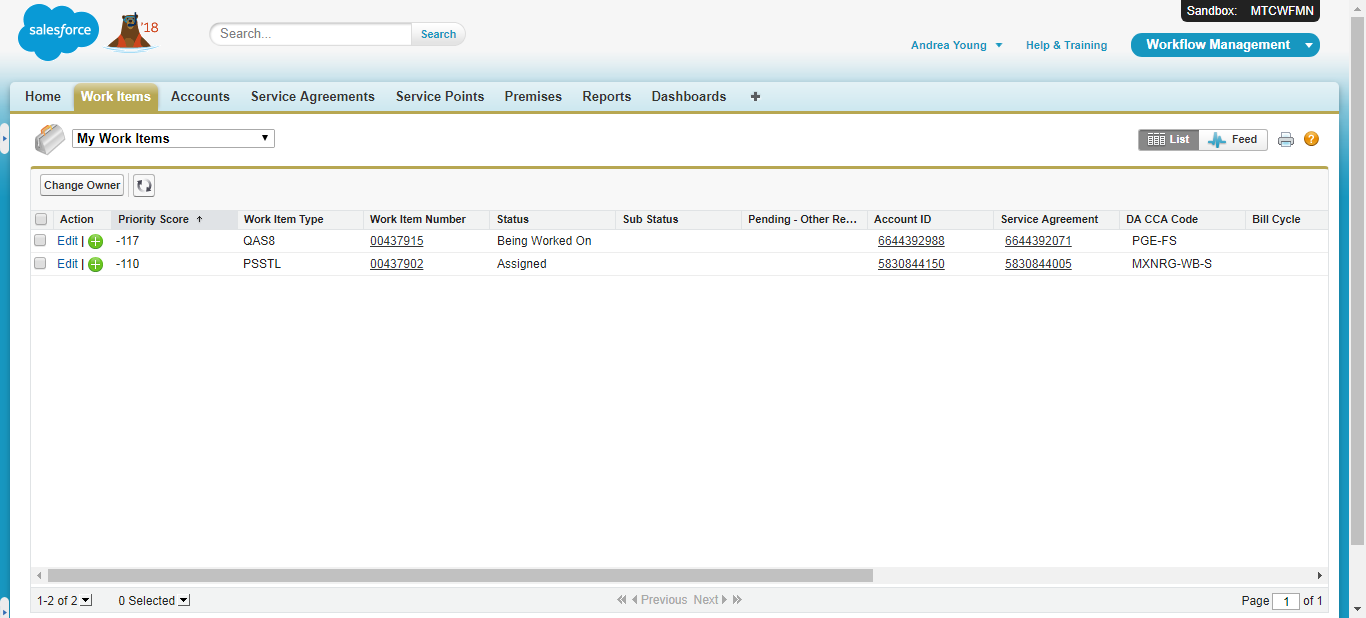 Sandbox: MTCWFMN
salesforce
'18
Search...
Search
Andrea Young
Help & Training
Workflow Management
Home
Work Items
Accounts
Service Agreements
Service Points
Premises
Reports
Dashboards
My Work Items
List
Feed
Change Owner
Action Priority Score Work Item Type Work Item Number Status Sub Status Pending - Other Re... Account ID Service Agreement DA CCA Code Bill Cycle
Edit | -117 QAS8 00437915 Being Worked On 6644392988 6644392071 PGE-FS
Edit | -110 PSSTL 00437902 Assigned 5830844150 5830844005 MXNRG-WB-S
1-2 of 2 0 Selected Previous Next Page 1 of 1